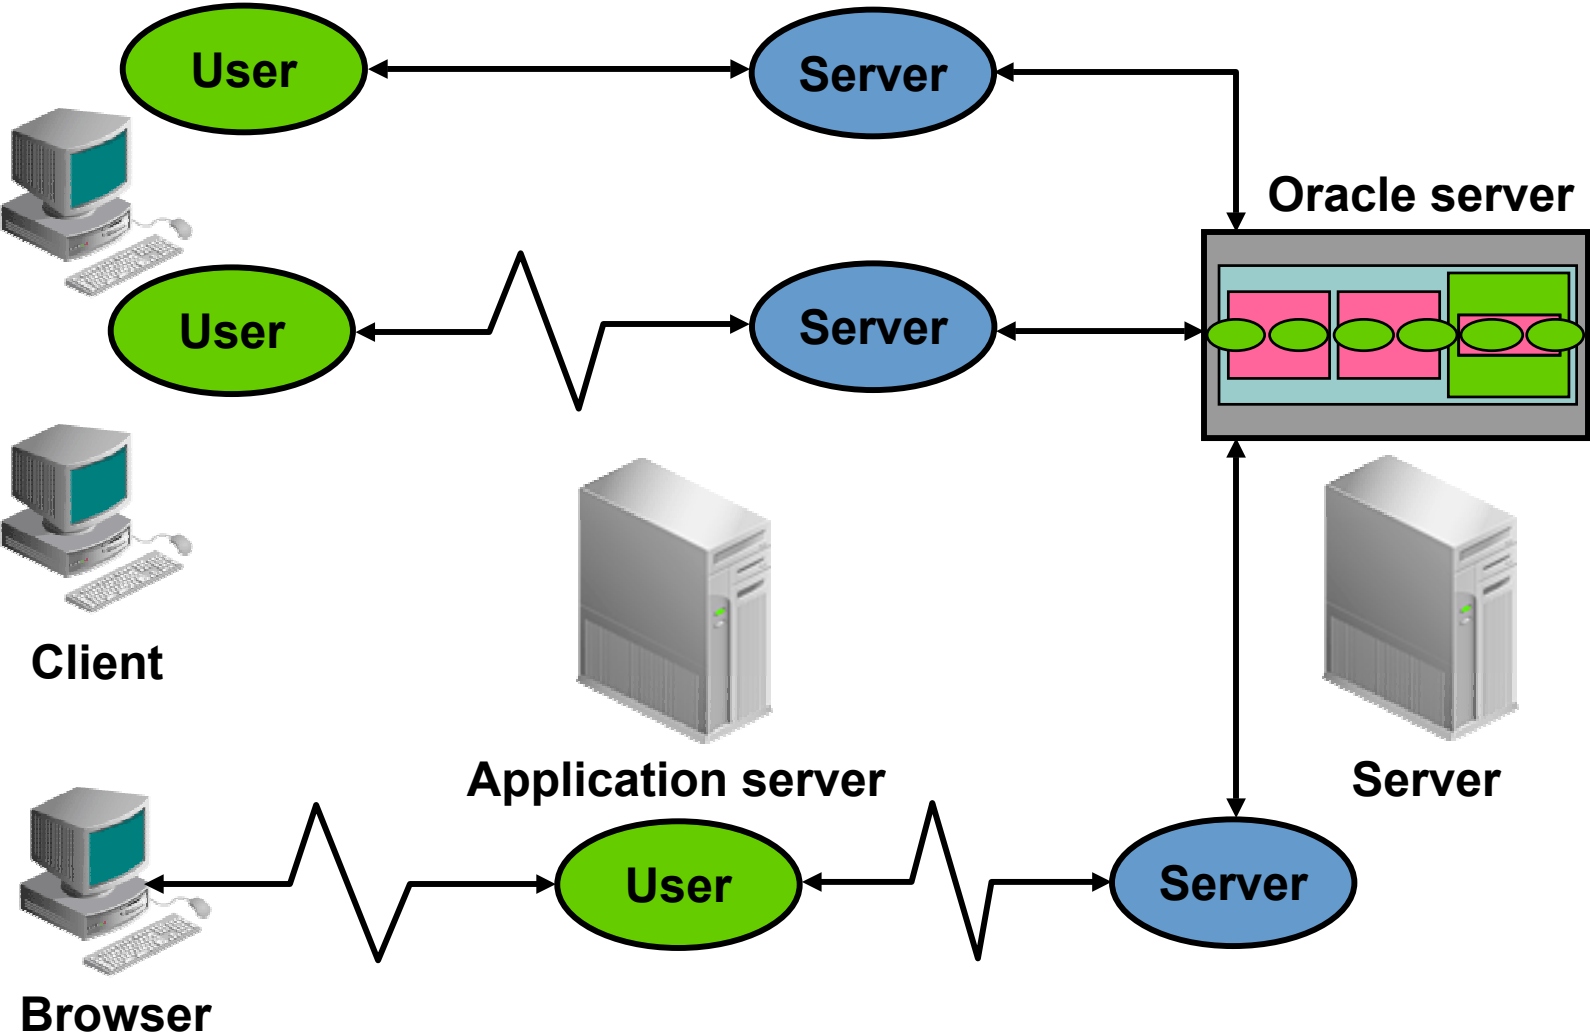 User
Server
Oracle server
User
Server
Client
Application server
Server
User
Server
Browser